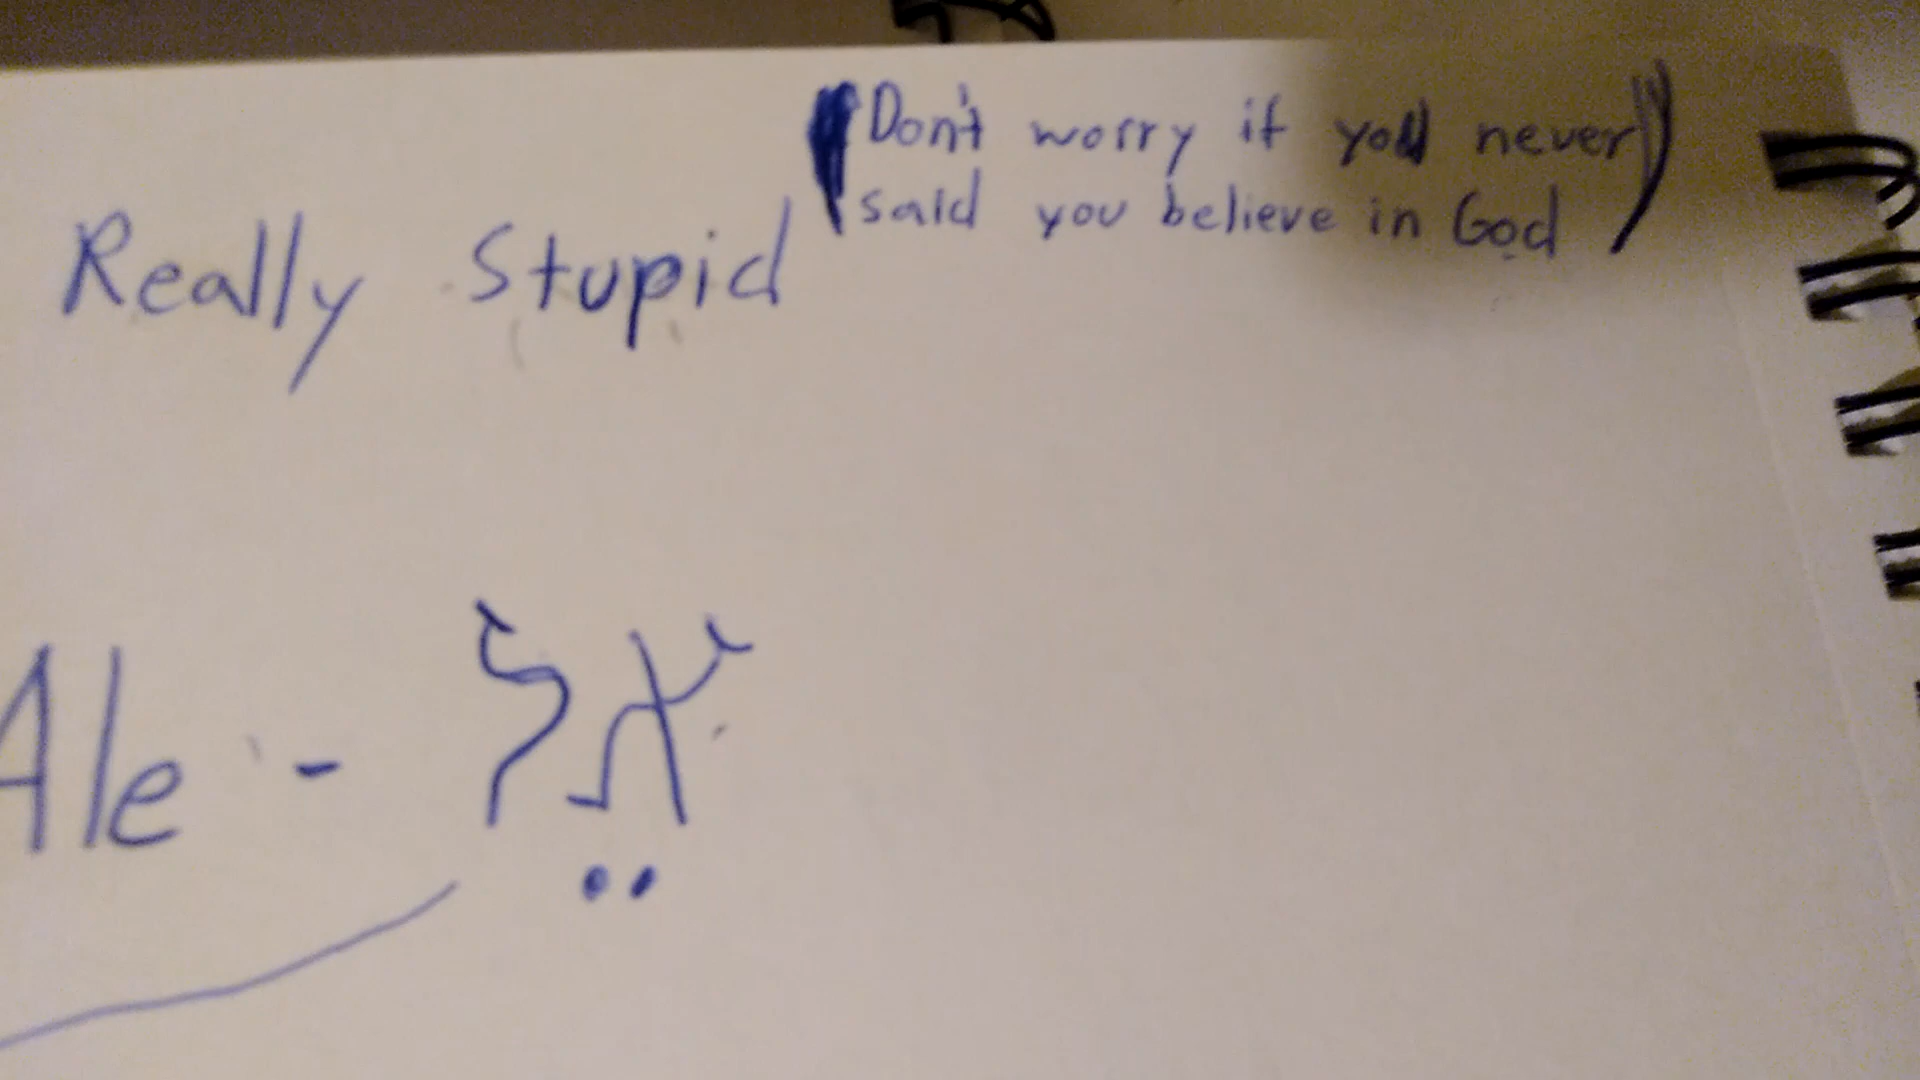 (Don't worry if you never)
said you believe in God
Really Stupid
Ale - צֵא